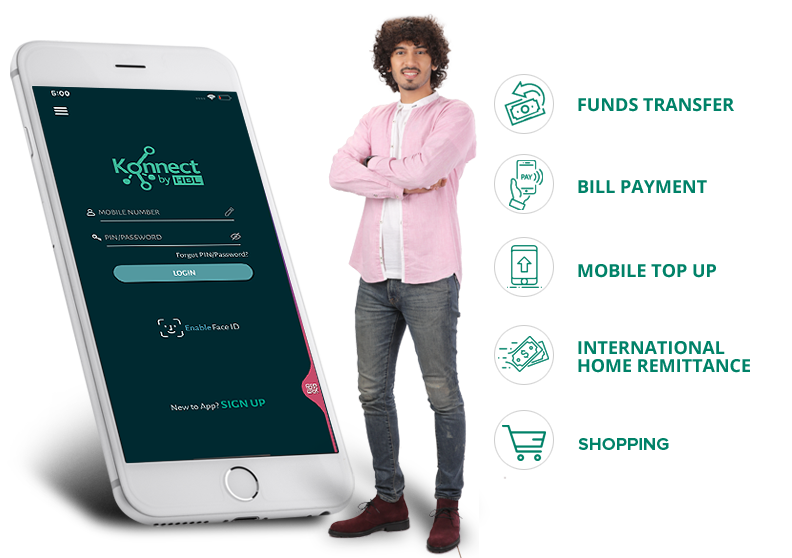 5:00
Konnect
by HBL
MOBILE NUMBER
PIN/PASSWORD
Forgot PIN/Password?
LOGIN
Enable Face ID
New to App? SIGN UP
FUNDS TRANSFER
PAY
BILL PAYMENT
MOBILE TOP UP
INTERNATIONAL
HOME REMITTANCE
SHOPPING